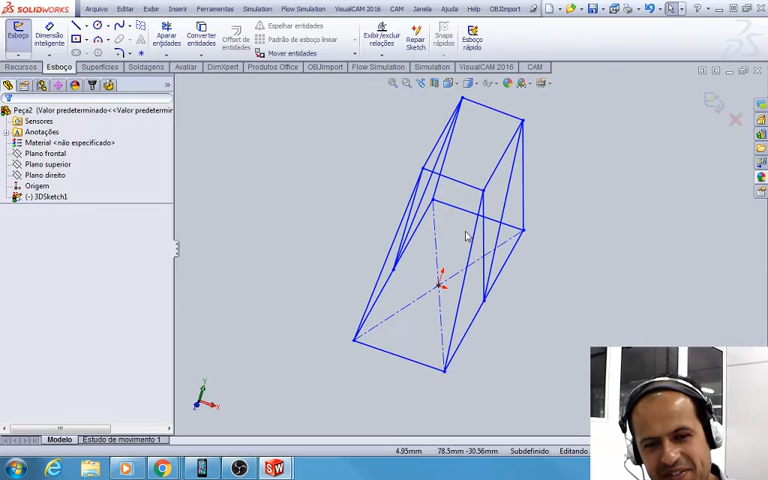 SOLIDWORKS
Arquivo Editar Exibir Inserir Ferramentas Simulation Flow Simulation VisualCAM 2016 CAM Janela Help OBJImport
Esboço
Dimensão inteligente
Aparar entidades
Converter entidades
Offset de entidades
Espelhar entidades
Padrão de esboço linear
Mover entidades
Exibir/excluir relações
Repair Sketch
Snaps rápidos
Esboço rápido
Recursos Esboço Superfícies Soldagens Avaliar DimXpert Produtos Office OBJImport Flow Simulation Simulation VisualCAM 2016 CAM
Peça2 (Valor predeterminado<<Valor predetermin
Sensores
Anotações
Material <não especificado>
Plano frontal
Plano superior
Plano direito
Origem
(-) 3DSketch1
Y
X
Z
Modelo Estudo de movimento 1
4.95mm 78.5mm -30.56mm Subdefinido Editando